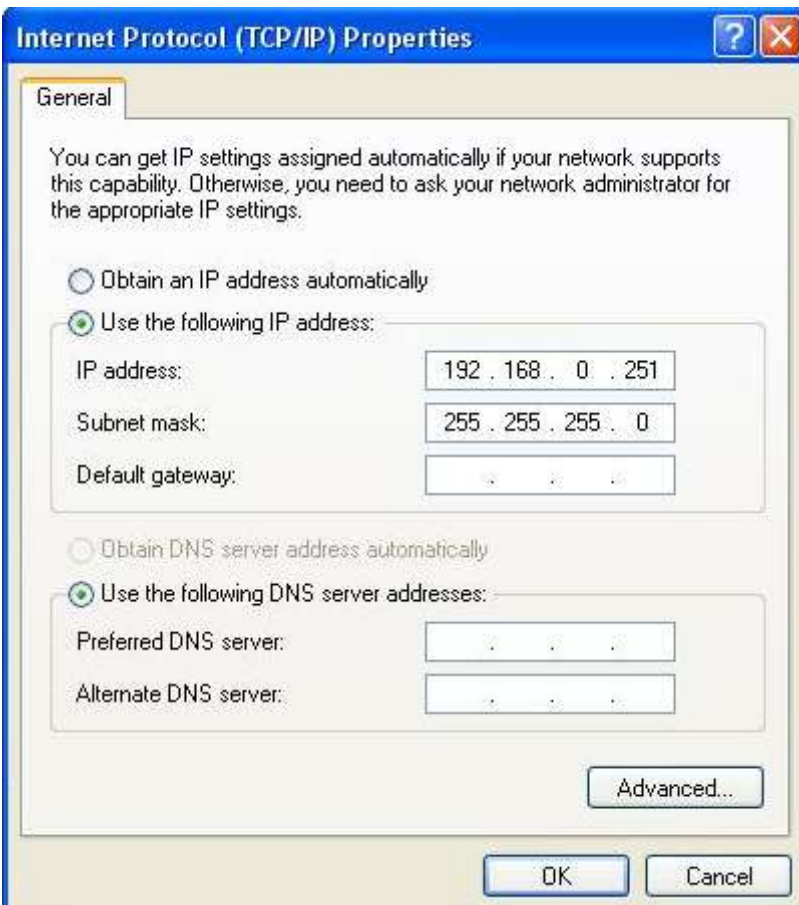 Internet Protocol (TCP/IP) Properties
?
General
You can get IP settings assigned automatically if your network supports
this capability. Otherwise, you need to ask your network administrator for
the appropriate IP settings.
Obtain an IP address automatically
Use the following IP address:
IP address: 192 . 168 . 0 . 251
Subnet mask: 255 . 255 . 255 . 0
Default gateway: . . .
Obtain DNS server address automatically
Use the following DNS server addresses:
Preferred DNS server: . . .
Alternate DNS server: . . .
Advanced...
OK Cancel